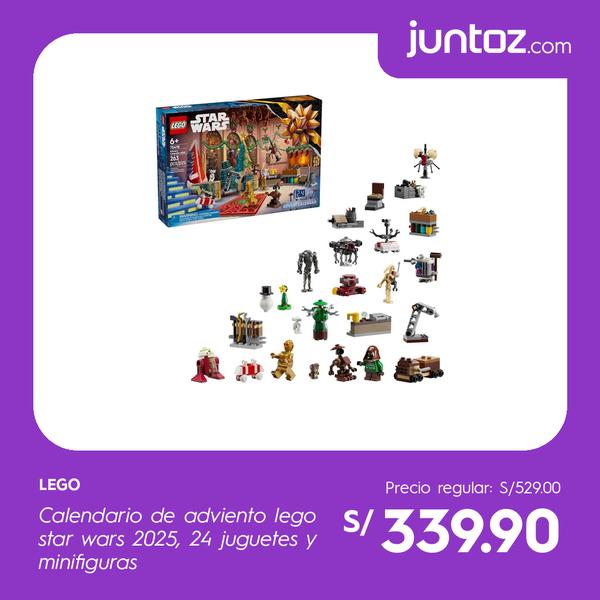 juntoz.com
LEGO
STAR
WARS
6+
263
LEGO
Precio regular: S/529.00
Calendario de adviento lego
star wars 2025, 24 juguetes y
minifiguras
S/ 339.90